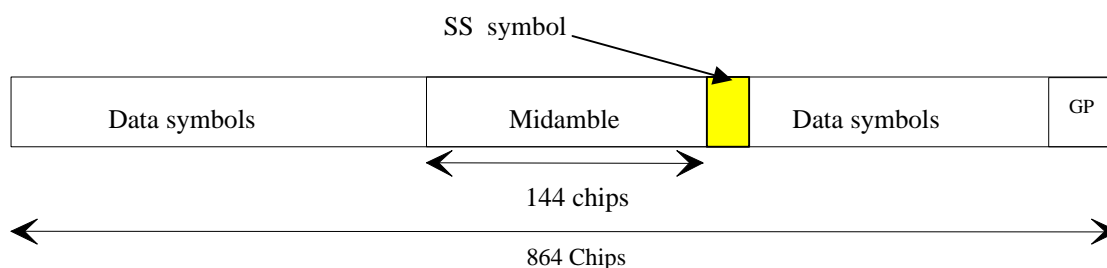 SS symbol
Data symbols
Midamble
Data symbols
GP
144 chips
864 Chips